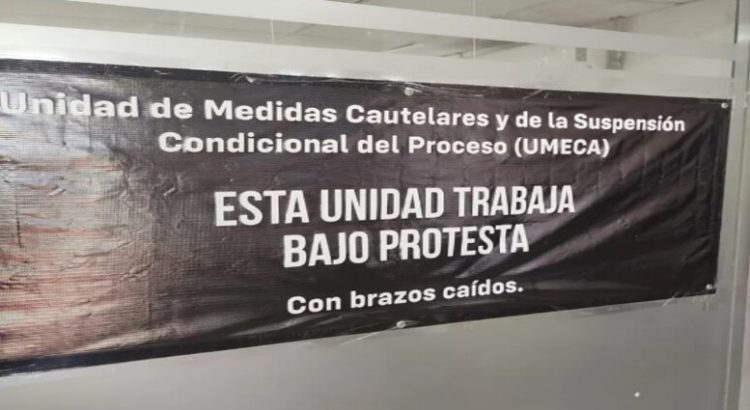 Unidad de Medidas Cautelares y de la Suspensión
Condicional del Proceso (UMECA)
ESTA UNIDAD TRABAJA
BAJO PROTESTA
Con brazos caídos.